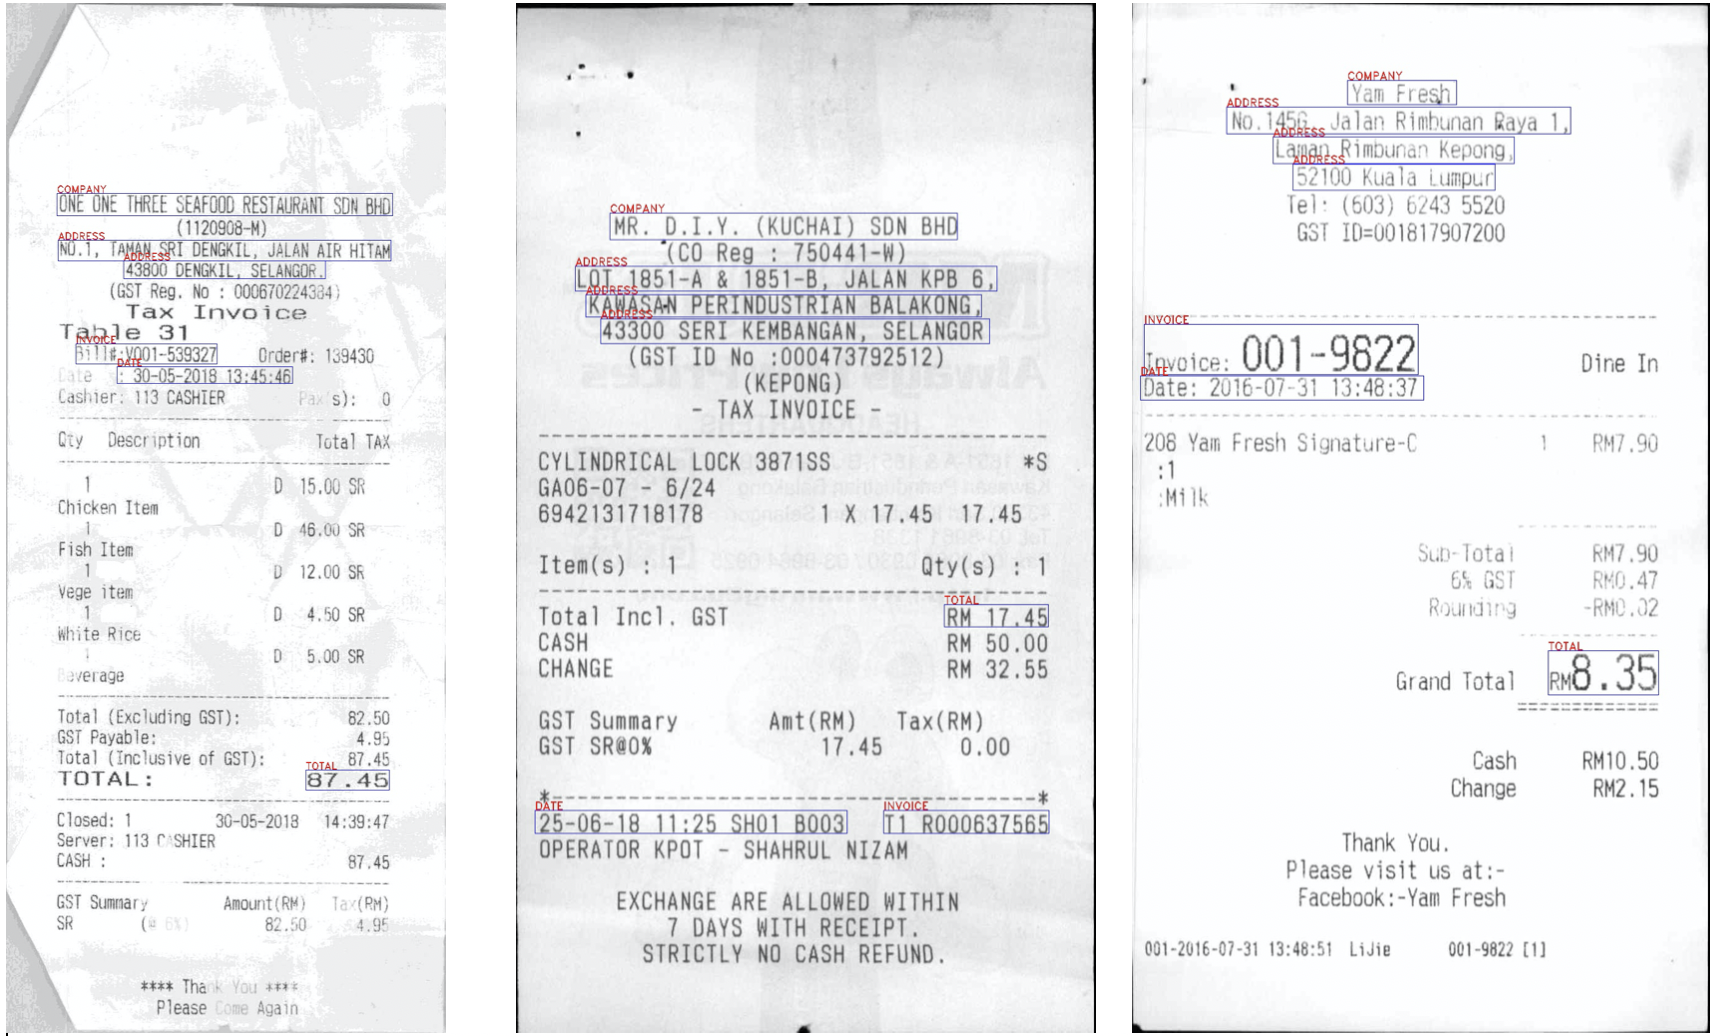 COMPANY
ONE ONE THREE SEAFOOD RESTAURANT SDN BHD
(1120908-M)
ADDRESS
NO.1, TAMAN SRI DENGKIL, JALAN AIR HITAM
ADDRESS
43800 DENGKIL, SELANGOR.
(GST Reg. No : 000670224384)
Tax Invoice
Table 31
INVOICE
Bill#:V001-539327 Order#: 139430
DATE
Date : 30-05-2018 13:45:46
Cashier: 113 CASHIER Pax(s): 0
Qty Description Total TAX
1 D 15.00 SR
Chicken Item
1 D 46.00 SR
Fish Item
1 D 12.00 SR
Vege item
1 D 4.50 SR
White Rice
1 D 5.00 SR
Beverage
Total (Excluding GST): 82.50
GST Payable: 4.95
Total (Inclusive of GST): 87.45
TOTAL
TOTAL: 87.45
Closed: 1 30-05-2018 14:39:47
Server: 113 CASHIER
CASH : 87.45
GST Summary Amount(RM) Tax(RM)
SR (@ 6%) 82.50 4.95
**** Thank You ****
Please Come Again
COMPANY
MR. D.I.Y. (KUCHAI) SDN BHD
(CO Reg : 750441-W)
ADDRESS
LOT 1851-A & 1851-B, JALAN KPB 6,
ADDRESS
KAWASAN PERINDUSTRIAN BALAKONG,
ADDRESS
43300 SERI KEMBANGAN, SELANGOR
(GST ID No :000473792512)
(KEPONG)
- TAX INVOICE -
CYLINDRICAL LOCK 3871SS *S
GA06-07 - 6/24
6942131718178 1 X 17.45 17.45
Item(s) : 1 Qty(s) : 1
TOTAL
Total Incl. GST RM 17.45
CASH RM 50.00
CHANGE RM 32.55
GST Summary Amt(RM) Tax(RM)
GST SR@0% 17.45 0.00
*------------------------------------*
DATE INVOICE
25-06-18 11:25 SH01 B003 T1 R000637565
OPERATOR KPOT - SHAHRUL NIZAM
EXCHANGE ARE ALLOWED WITHIN
7 DAYS WITH RECEIPT.
STRICTLY NO CASH REFUND.
COMPANY
Yam Fresh
ADDRESS
No.145G, Jalan Rimbunan Raya 1,
ADDRESS
Laman Rimbunan Kepong,
ADDRESS
52100 Kuala Lumpur
Tel: (603) 6243 5520
GST ID=001817907200
INVOICE
Invoice: 001-9822 Dine In
DATE
Date: 2016-07-31 13:48:37
208 Yam Fresh Signature-C 1 RM7.90
:1
:Milk
Sub-Total RM7.90
6% GST RM0.47
Rounding -RM0.02
TOTAL
Grand Total RM8.35
Cash RM10.50
Change RM2.15
Thank You.
Please visit us at:-
Facebook:-Yam Fresh
001-2016-07-31 13:48:51 LiJie 001-9822 [1]